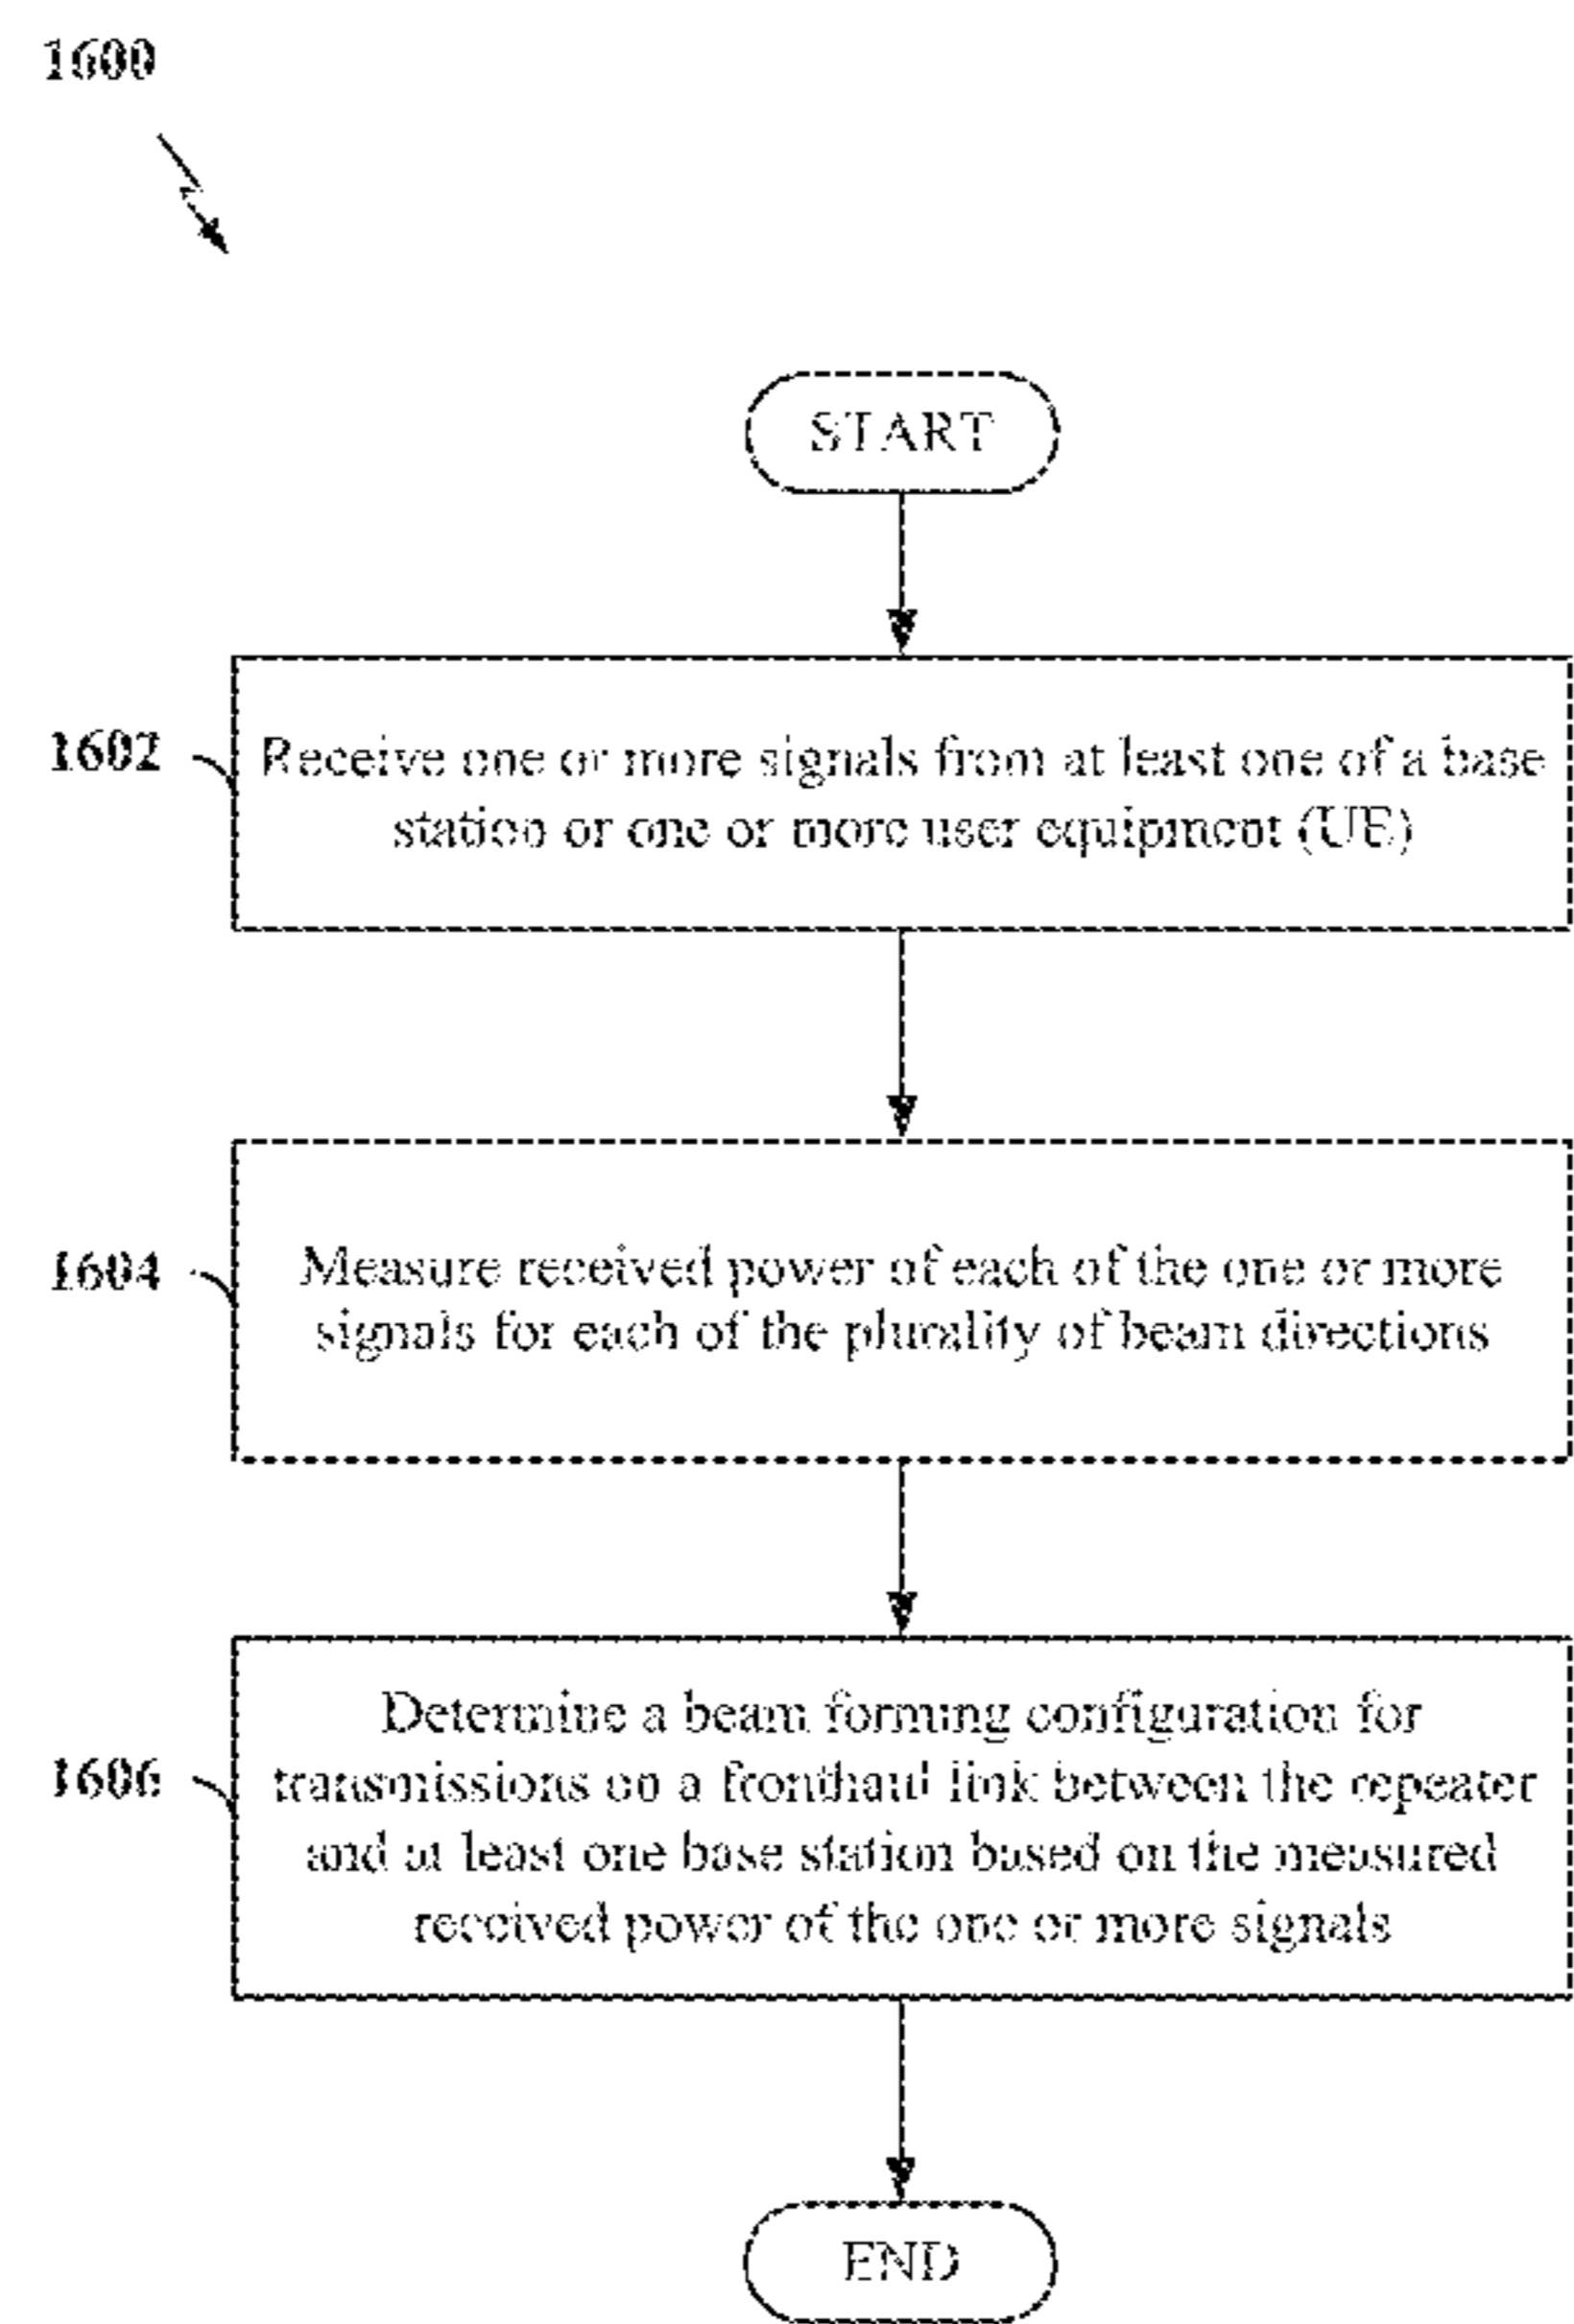 1600
START
1602
Receive one or more signals from at least one of a base
station or one or more user equipment (UE)
1604
Measure received power of each of the one or more
signals for each of the plurality of beam directions
1606
Determine a beam forming configuration for
transmissions on a fronthaul link between the repeater
and at least one base station based on the measured
received power of the one or more signals
END